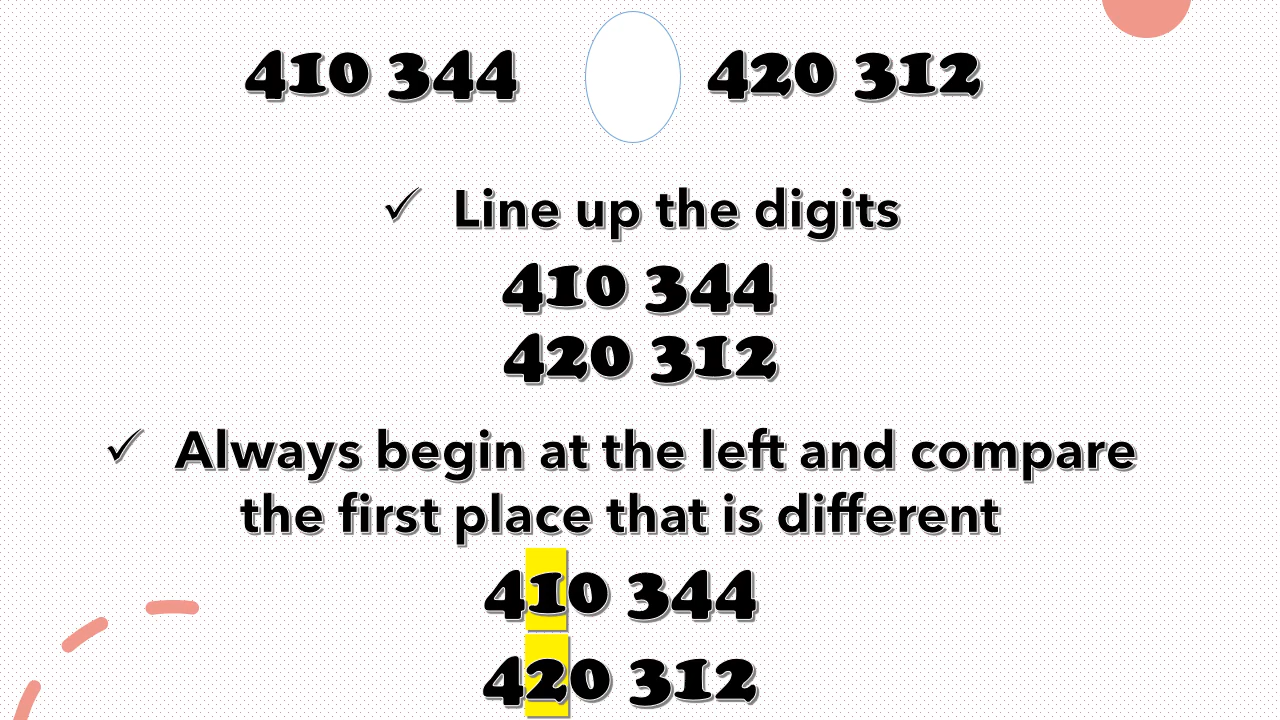 410 344 420 312
✓ Line up the digits
410 344
420 312
✓ Always begin at the left and compare
the first place that is different
410 344
420 312